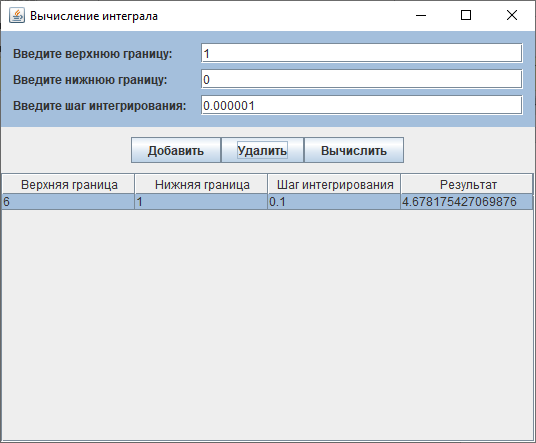 Вычисление интеграла
Введите верхнюю границу: 1
Введите нижнюю границу: 0
Введите шаг интегрирования: 0.000001
Добавить Удалить Вычислить
Верхняя граница Нижняя граница Шаг интегрирования Результат
6 1 0.1 4.678175427069876